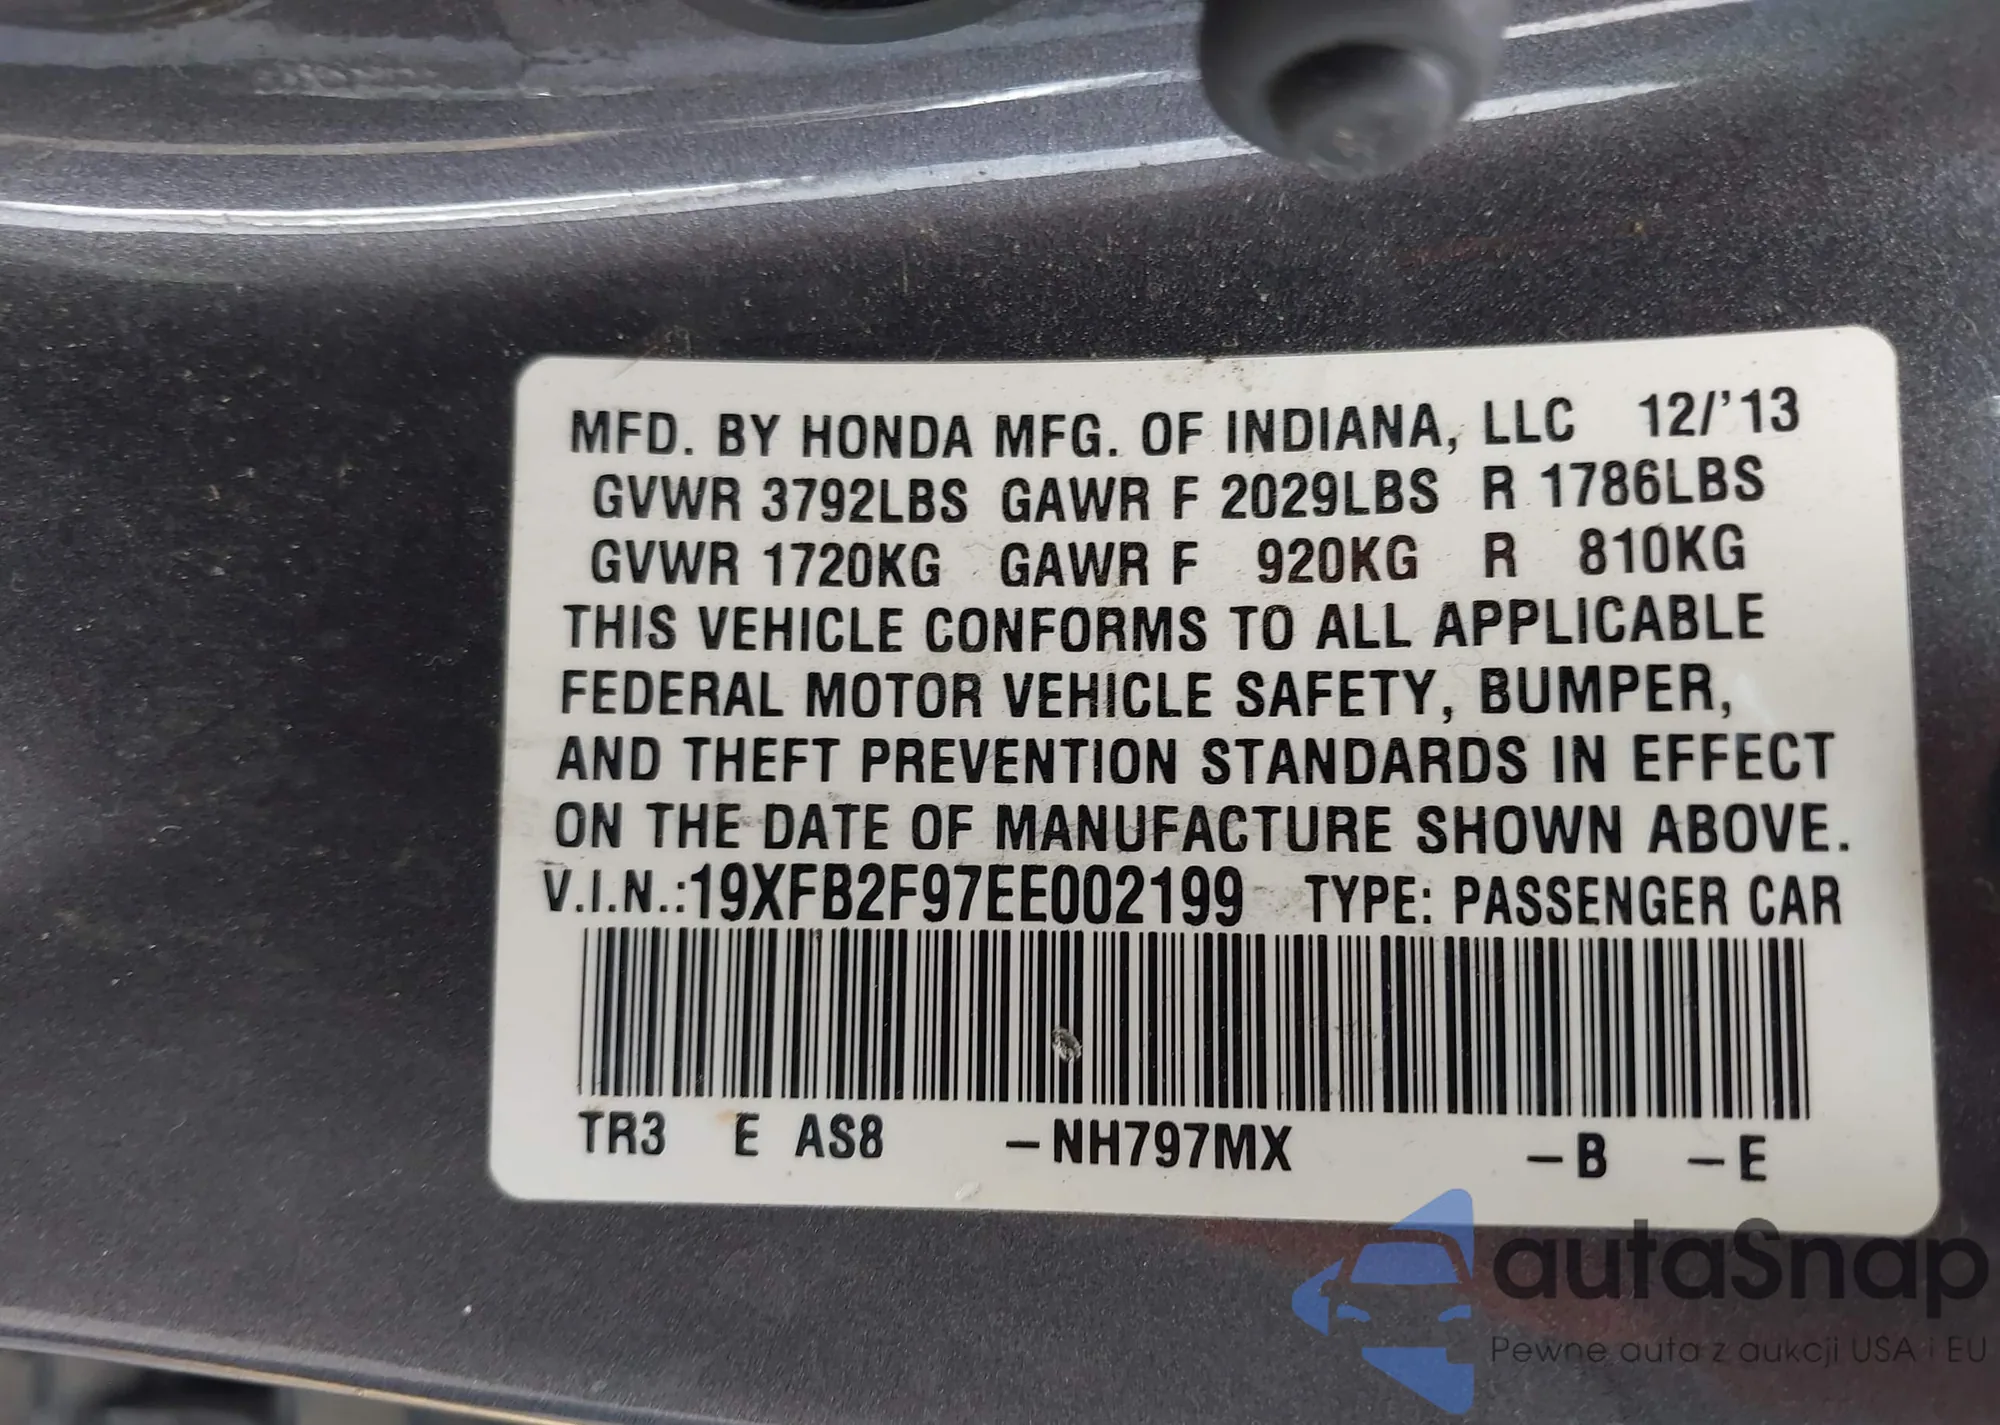 MFD. BY HONDA MFG. OF INDIANA, LLC 12/'13
GVWR 3792LBS GAWR F 2029LBS R 1786LBS
GVWR 1720KG GAWR F 920KG R 810KG
THIS VEHICLE CONFORMS TO ALL APPLICABLE
FEDERAL MOTOR VEHICLE SAFETY, BUMPER,
AND THEFT PREVENTION STANDARDS IN EFFECT
ON THE DATE OF MANUFACTURE SHOWN ABOVE.
V.I.N.:19XFB2F97EE002199 TYPE: PASSENGER CAR
TR3 E AS8 –NH797MX –B –E
autaSnap
Pewne auta z aukcji USA i EU